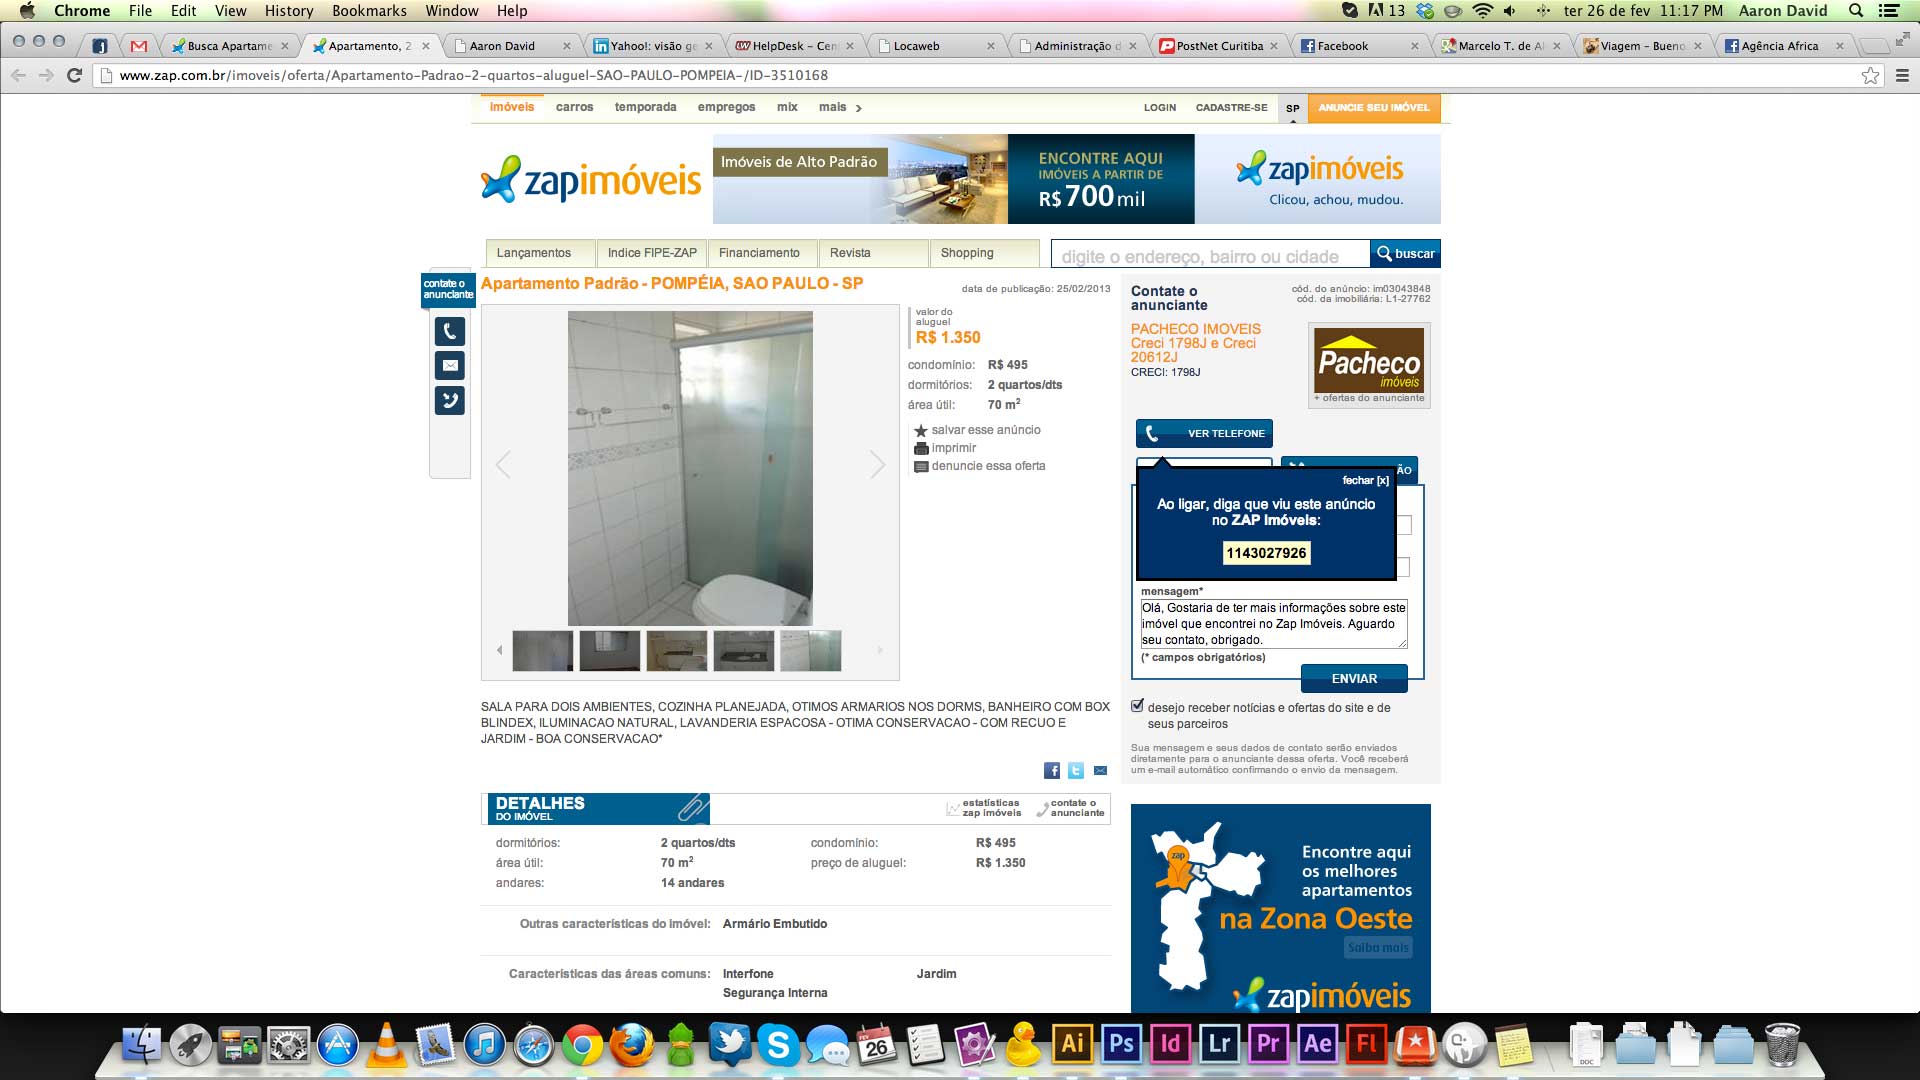 Chrome File Edit View History Bookmarks Window Help
13 ter 26 de fev 11:17 PM Aaron David
Busca Apartame
Apartamento, 2
Aaron David
Yahoo!: visão ge
HelpDesk – Cen
Locaweb
Administração d
PostNet Curitiba
Facebook
Marcelo T. de A
Viagem – Bueno
Agência Africa
www.zap.com.br/imoveis/oferta/Apartamento-Padrao-2-quartos-aluguel-SAO-PAULO-POMPEIA-/ID-3510168
imóveis carros temporada empregos mix mais
LOGIN CADASTRE-SE SP ANUNCIE SEU IMÓVEL
zapimóveis
Imóveis de Alto Padrão
ENCONTRE AQUI
IMÓVEIS A PARTIR DE
R$ 700 mil
zapimóveis
Clicou, achou, mudou.
Lançamentos Indice FIPE-ZAP Financiamento Revista Shopping
digite o endereço, bairro ou cidade buscar
contate o
anunciante
Apartamento Padrão - POMPÉIA, SAO PAULO - SP
data de publicação: 25/02/2013
valor do
aluguel
R$ 1.350
condomínio: R$ 495
dormitórios: 2 quartos/dts
área útil: 70 m²
salvar esse anúncio
imprimir
denuncie essa oferta
Contate o
anunciante
cód. do anúncio: im03043848
cód. da imobiliária: L1-27762
PACHECO IMOVEIS
Creci 1798J e Creci
20612J
CRECI: 1798J
Pacheco
imóveis
+ ofertas do anunciante
VER TELEFONE
ÃO
fechar [x]
Ao ligar, diga que viu este anúncio
no ZAP Imóveis:
1143027926
mensagem*
Olá, Gostaria de ter mais informações sobre este
imóvel que encontrei no Zap Imóveis. Aguardo
seu contato, obrigado.
(* campos obrigatórios)
ENVIAR
desejo receber notícias e ofertas do site e de
seus parceiros
Sua mensagem e seus dados de contato serão enviados
diretamente para o anunciante dessa oferta. Você receberá
um e-mail automático confirmando o envio da mensagem.
SALA PARA DOIS AMBIENTES, COZINHA PLANEJADA, OTIMOS ARMARIOS NOS DORMS, BANHEIRO COM BOX
BLINDEX, ILUMINACAO NATURAL, LAVANDERIA ESPACOSA - OTIMA CONSERVACAO - COM RECUO E
JARDIM - BOA CONSERVACAO*
DETALHES
DO IMÓVEL
estatísticas
zap imóveis
contate o
anunciante
dormitórios: 2 quartos/dts condomínio: R$ 495
área útil: 70 m² preço de aluguel: R$ 1.350
andares: 14 andares
Outras características do imóvel: Armário Embutido
Características das áreas comuns: Interfone Jardim
Segurança Interna
zap
Encontre aqui
os melhores
apartamentos
na Zona Oeste
Saiba mais
zapimóveis
26 Ai Ps Id Lr Pr Ae Fl DOC